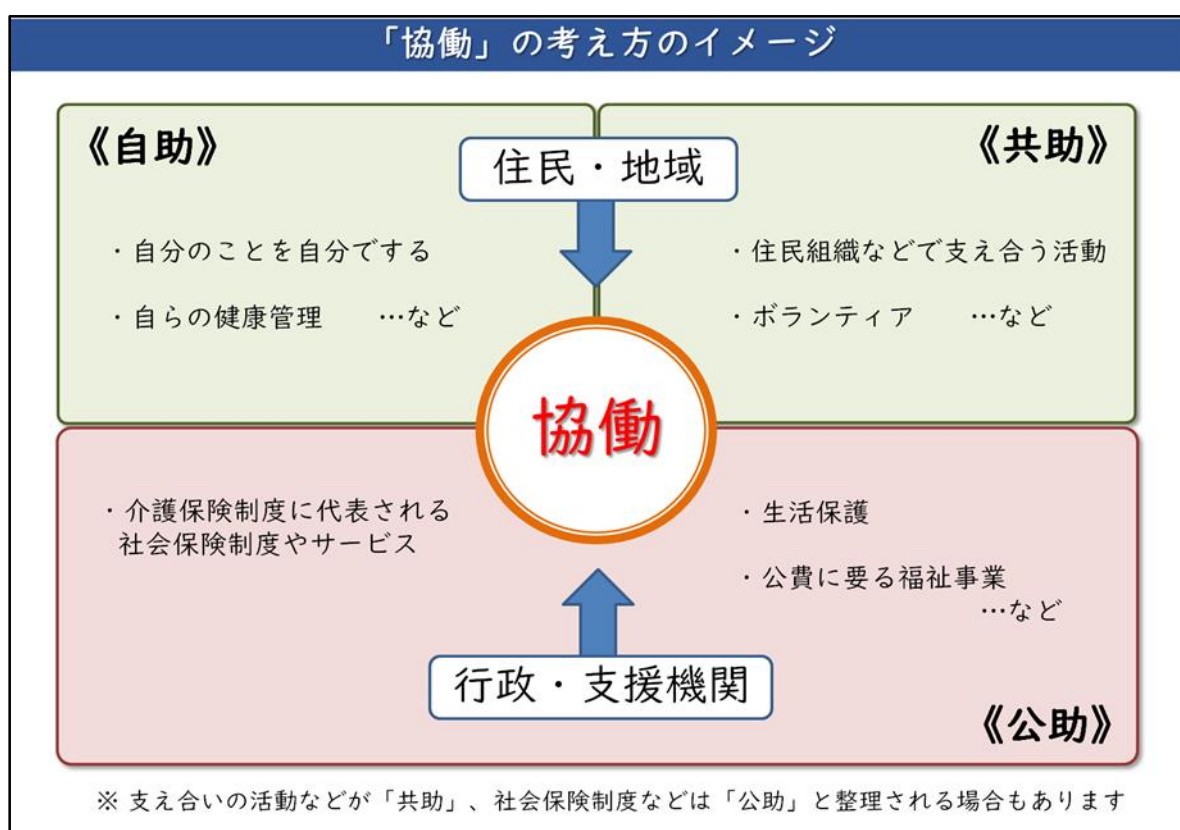 「協働」の考え方のイメージ
《自助》
住民・地域
《共助》
・自分のことを自分でする
・自らの健康管理　…など
・住民組織などで支え合う活動
・ボランティア　…など
協働
・介護保険制度に代表される
社会保険制度やサービス
・生活保護
・公費に要る福祉事業
…など
行政・支援機関
《公助》
※ 支え合いの活動などが「共助」、社会保険制度などは「公助」と整理される場合もあります